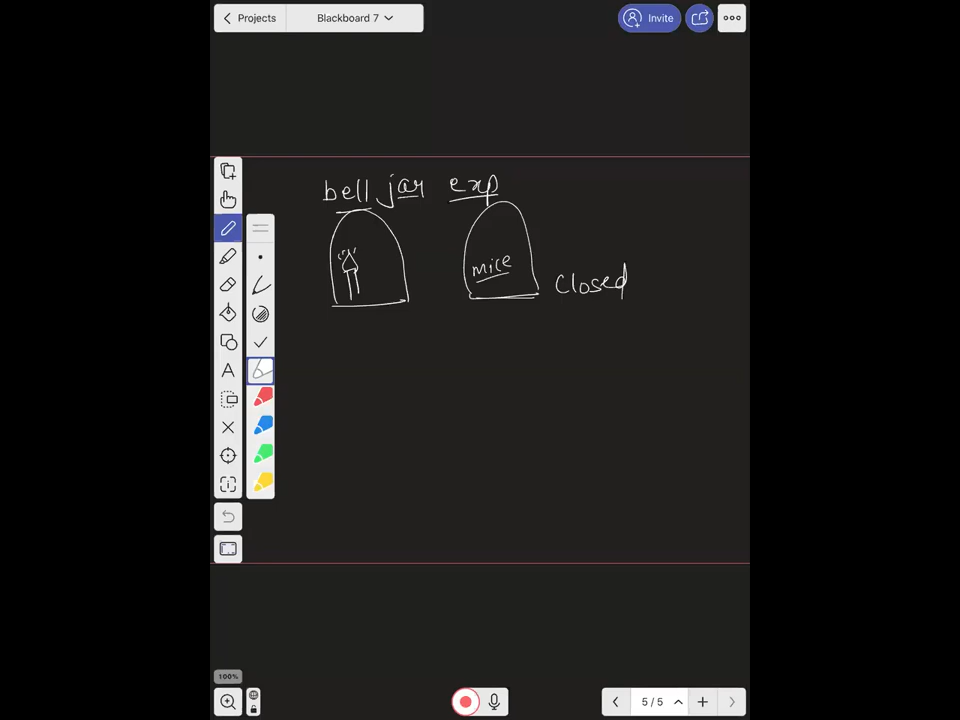 Projects Blackboard 7 Invite
bell jar exp
mice
closed
A
100%
5/5